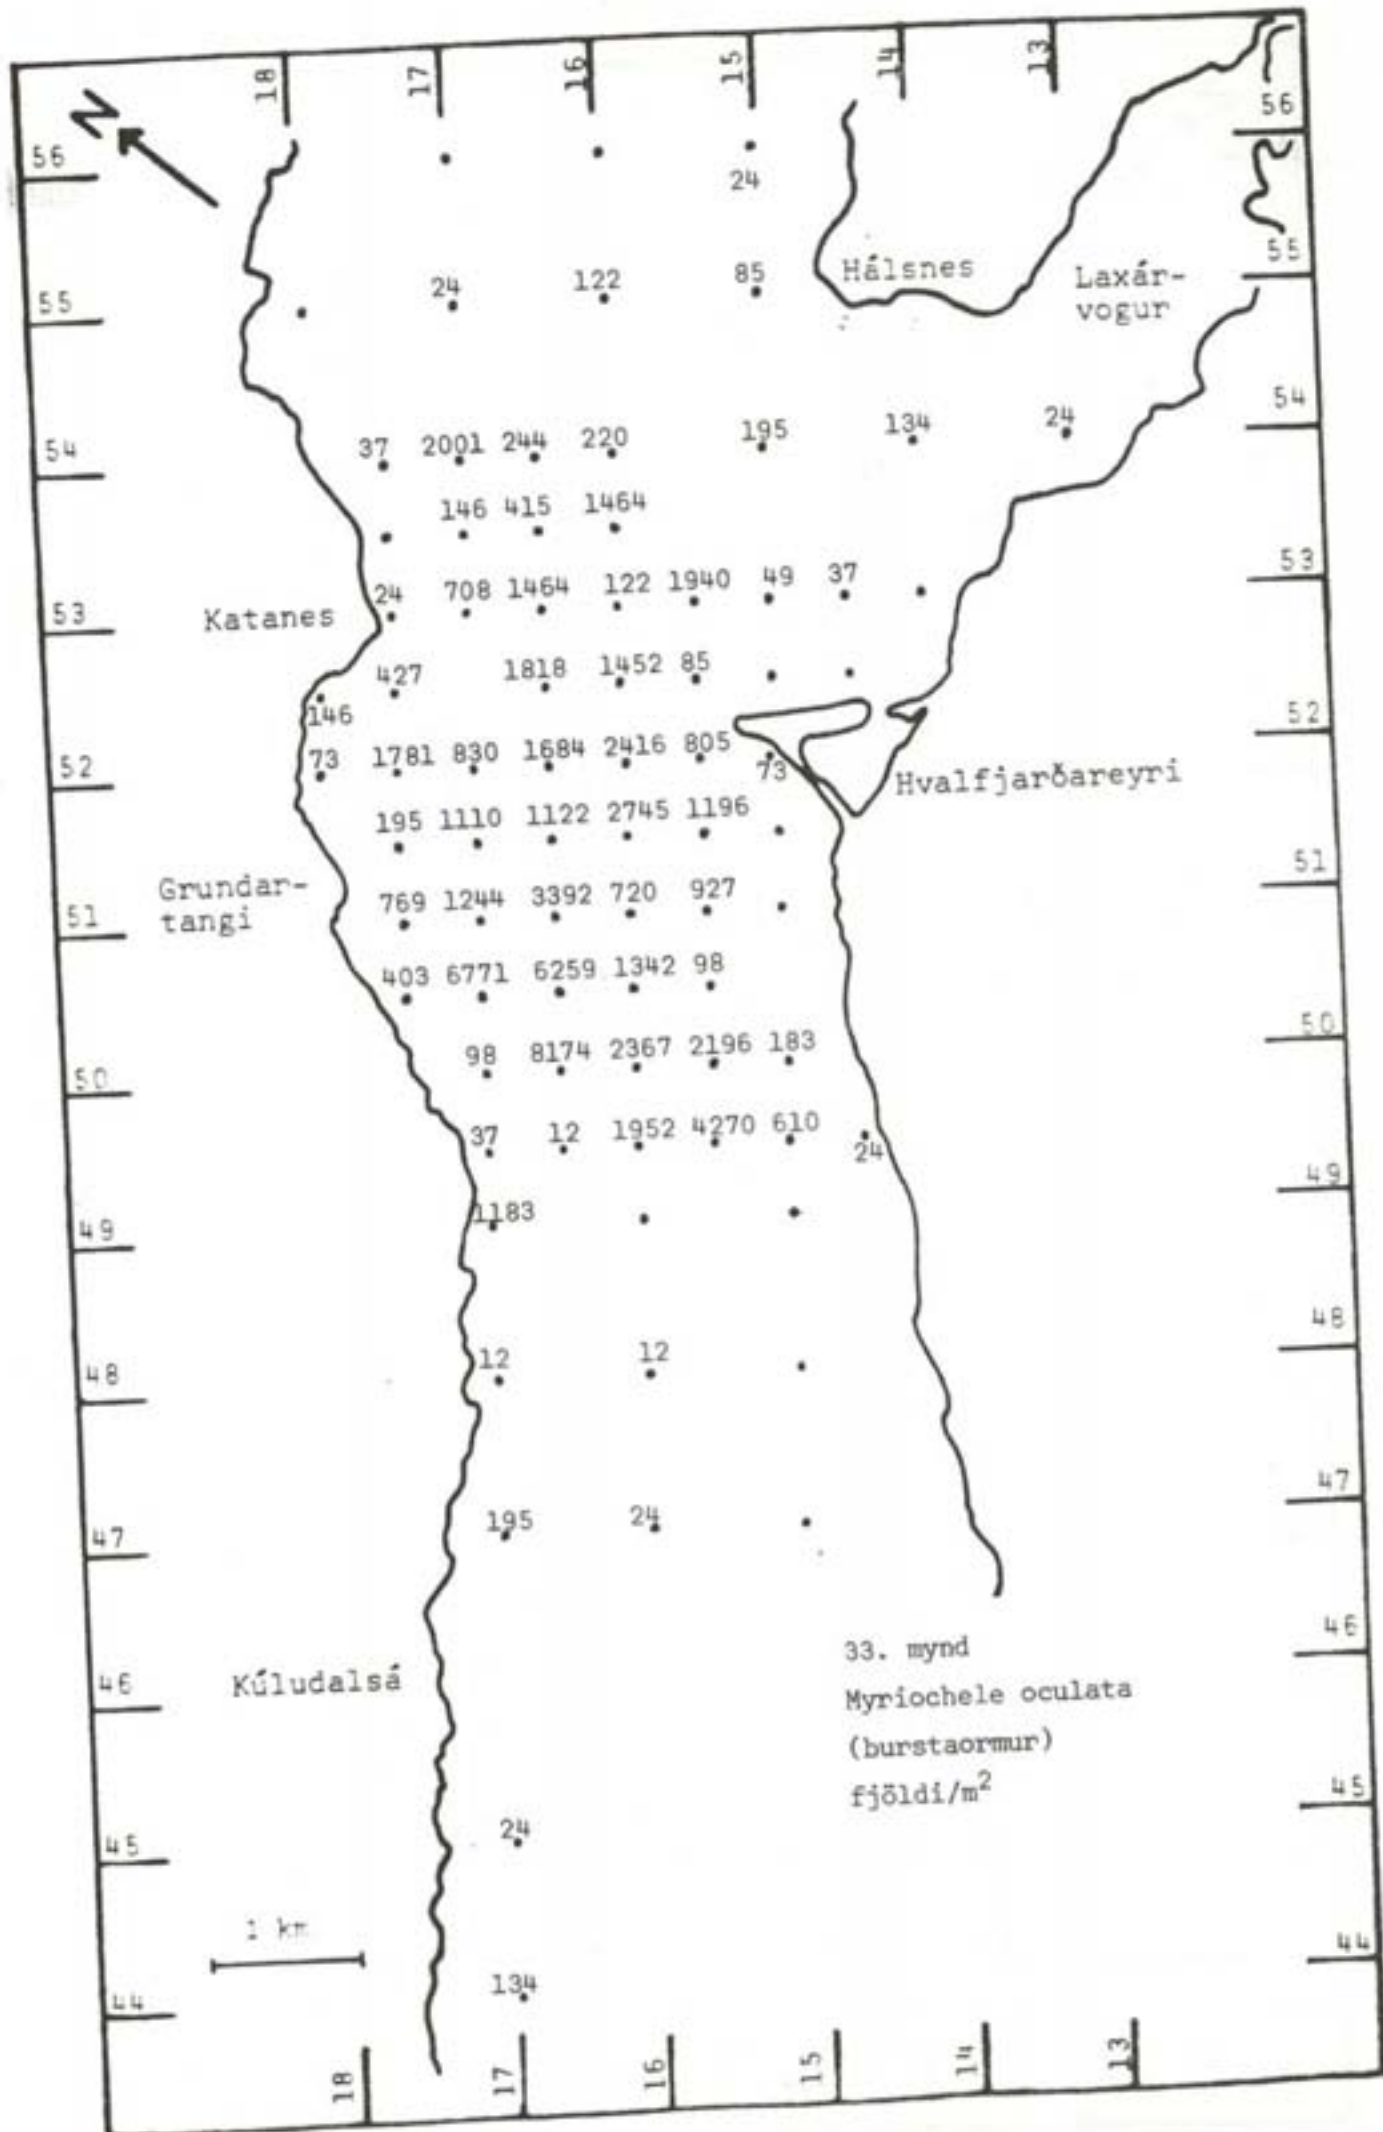 18 17 16 15 14 13
N
56 56
24
55
24 122 85 Hálsnes Laxár-
vogur
55
54
37 2001 244 220 195 134 24
54
146 415 1464
53
24 708 1464 122 1940 49 37
Katanes
53
427 1818 1452 85
146
52
73 1781 830 1684 2416 805 73
52
Hvalfjarðareyri
195 1110 1122 2745 1196
51
Grundar-
tangi
769 1244 3392 720 927
51
403 6771 6259 1342 98
50
98 8174 2367 2196 183
50
37 12 1952 4270 610 24
49
1183
49
48
12 12
48
47
195 24
47
46
33. mynd
Kúludalsá
46
Myriochele oculata
(burstaormur)
fjöldi/m²
45
24
45
1 km
44
134
44
18 17 16 15 14 13